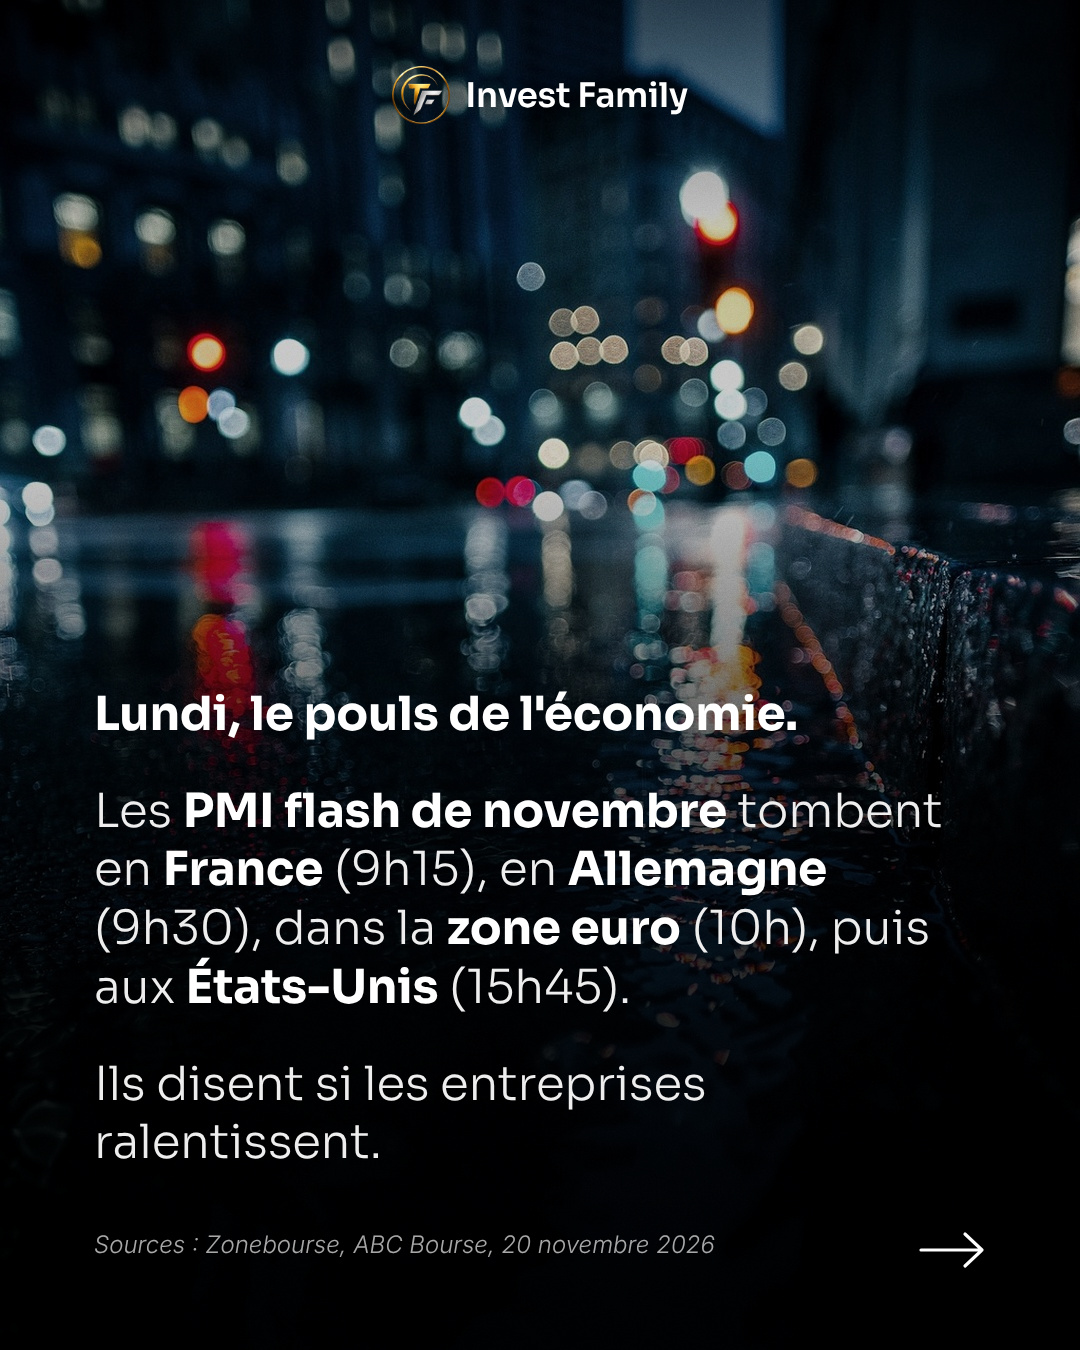 TF Invest Family
Lundi, le pouls de l'économie.
Les PMI flash de novembre tombent
en France (9h15), en Allemagne
(9h30), dans la zone euro (10h), puis
aux États-Unis (15h45).
Ils disent si les entreprises
ralentissent.
Sources : Zonebourse, ABC Bourse, 20 novembre 2026